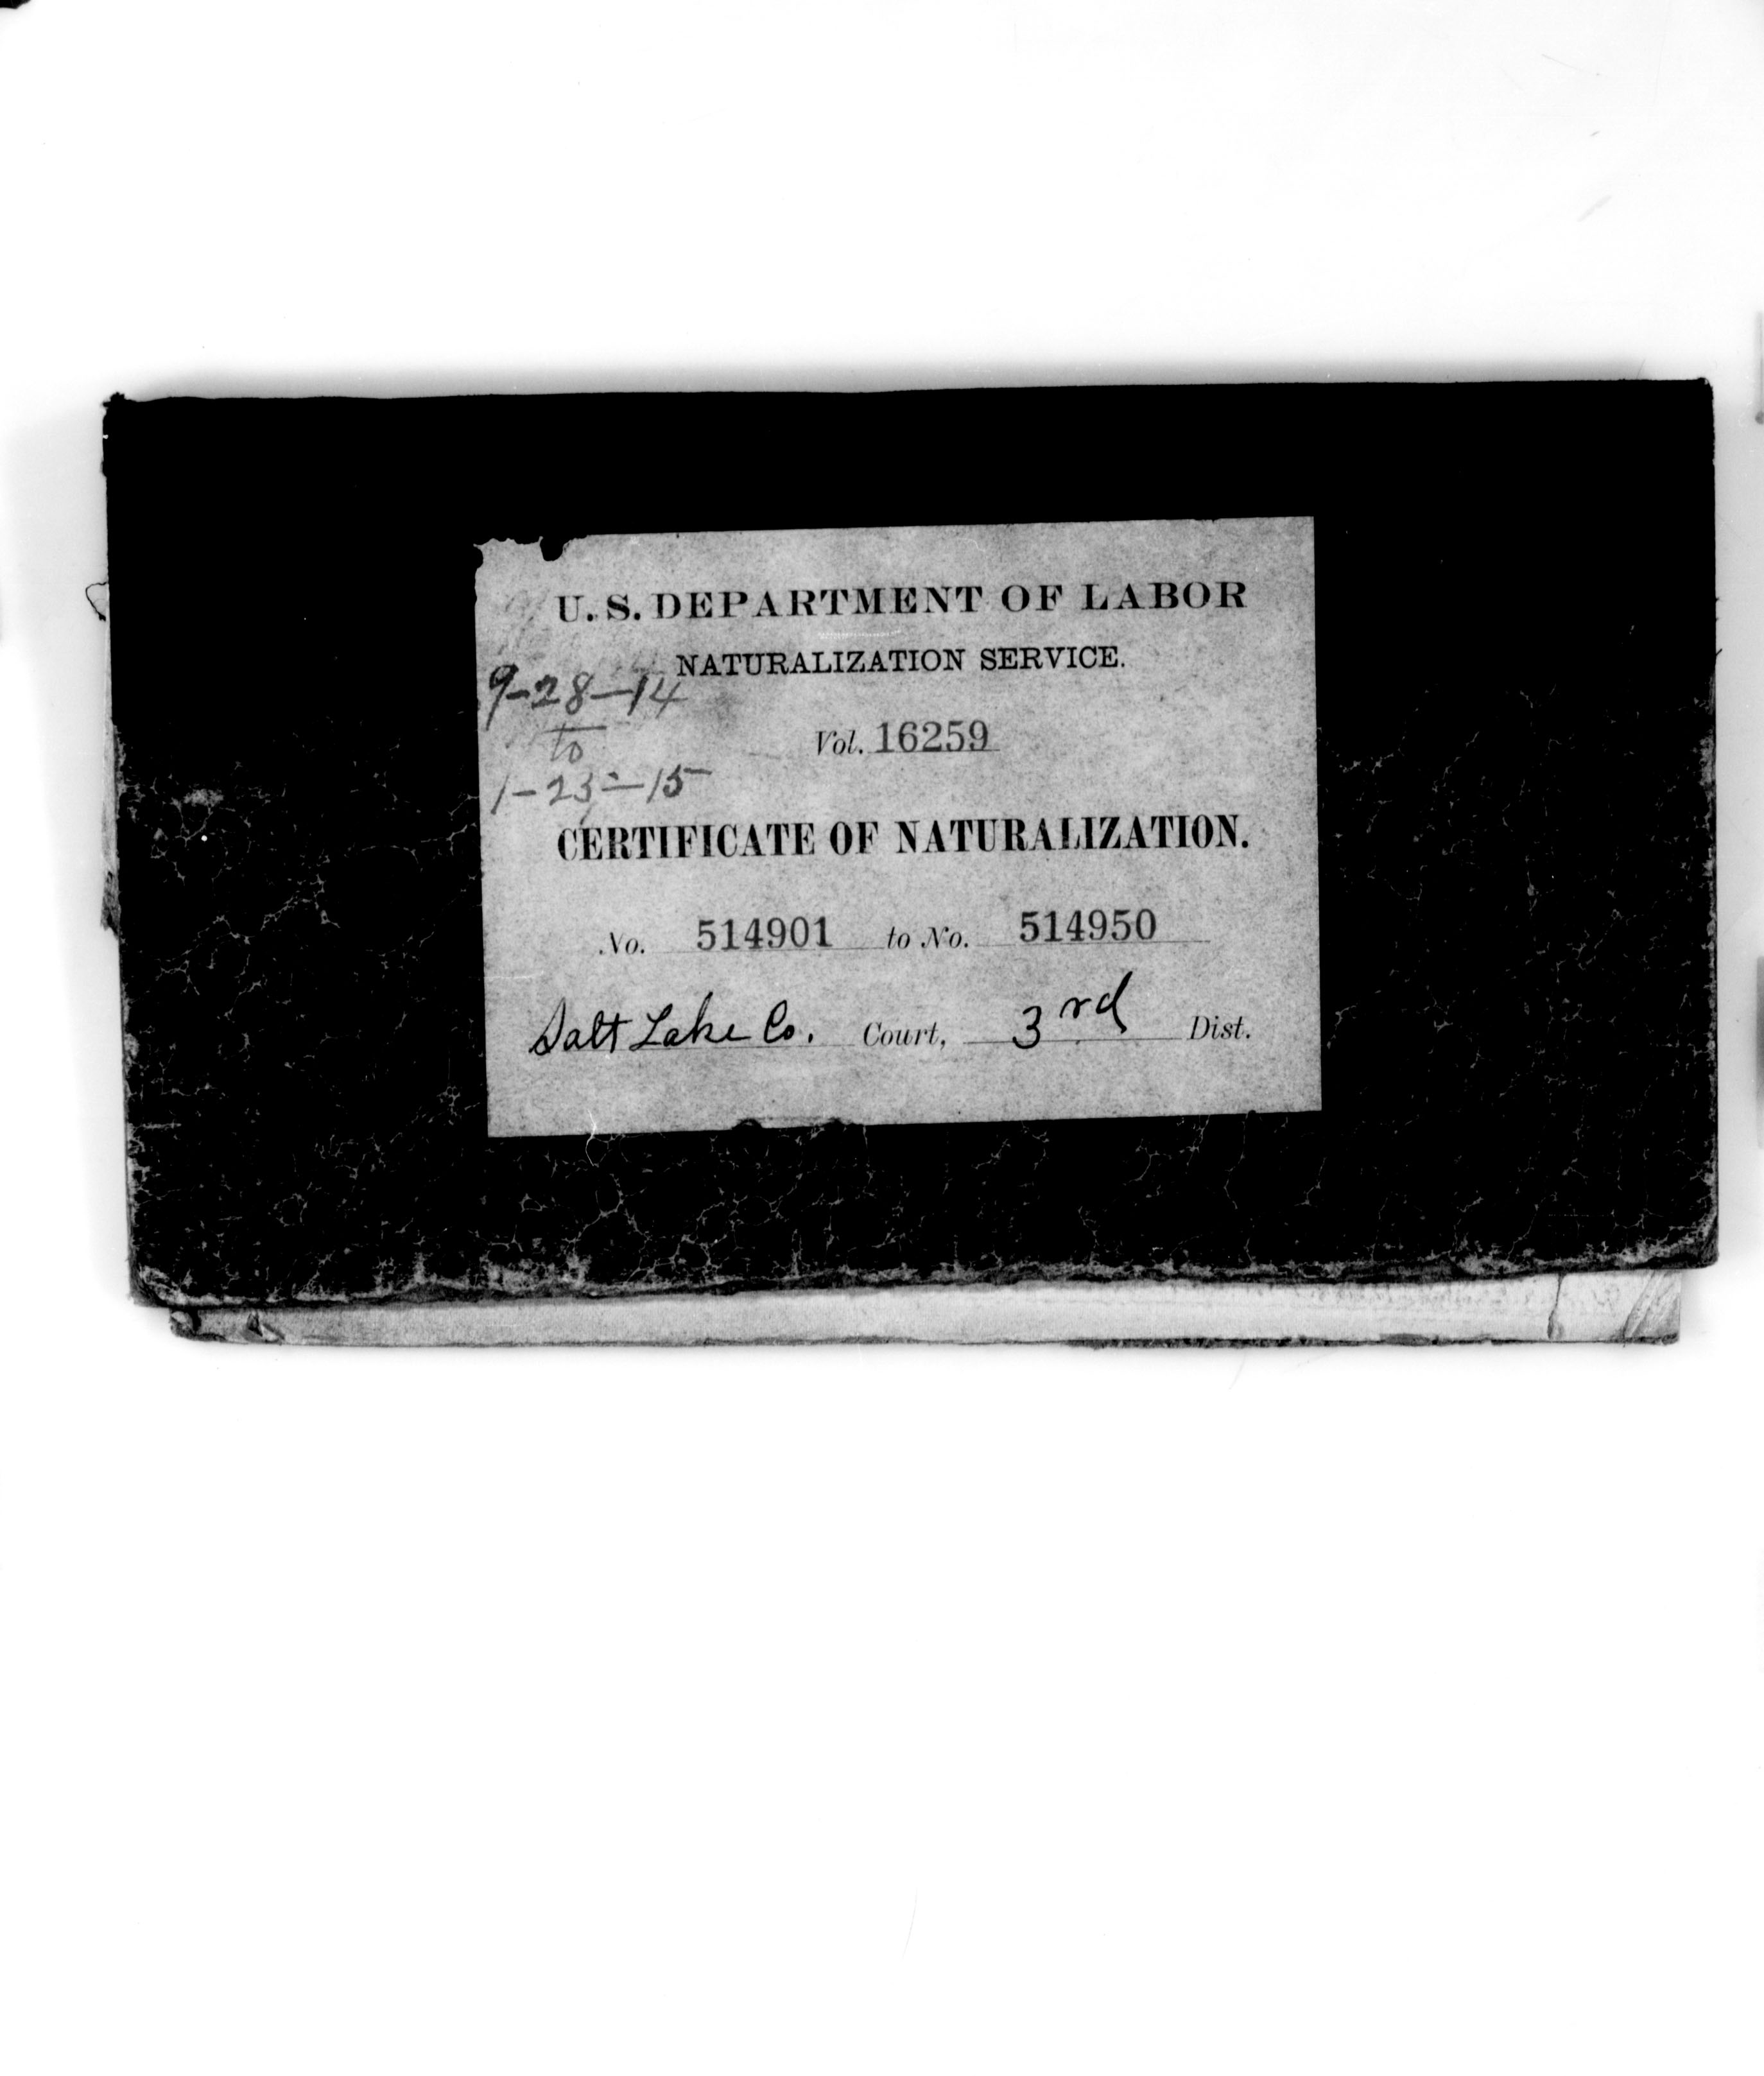 U. S. DEPARTMENT OF LABOR
NATURALIZATION SERVICE.
9-28-14
to
1-23-15
Vol. 16259
CERTIFICATE OF NATURALIZATION.
No. 514901 to No. 514950
Salt Lake Co. Court, 3rd Dist.